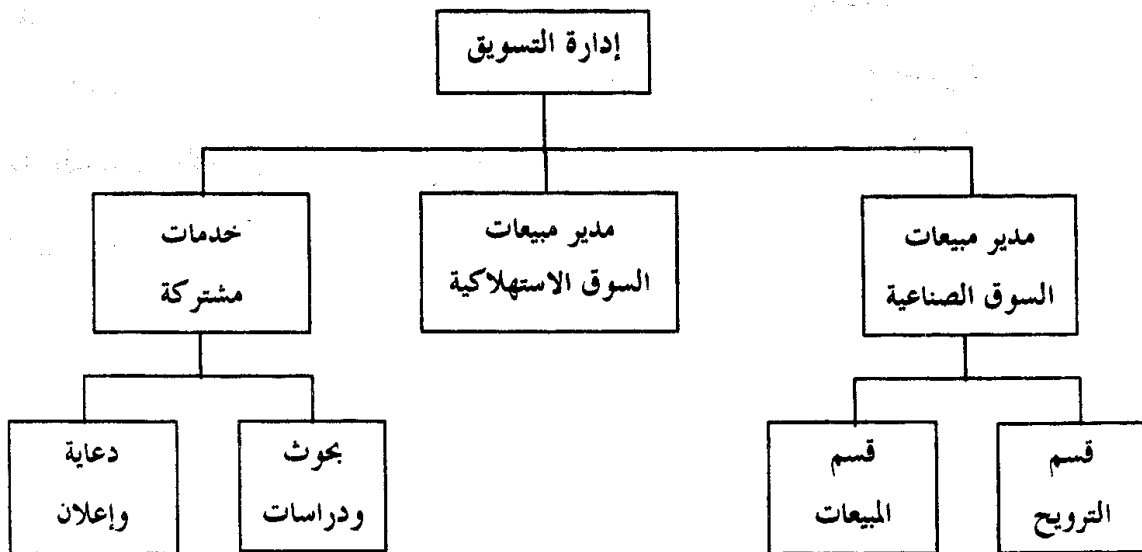 إدارة التسويق
مدير مبيعات
السوق الصناعية
مدير مبيعات
السوق الاستهلاكية
خدمات
مشتركة
قسم
الترويح
قسم
المبيعات
بحوث
ودراسات
دعاية
وإعلان